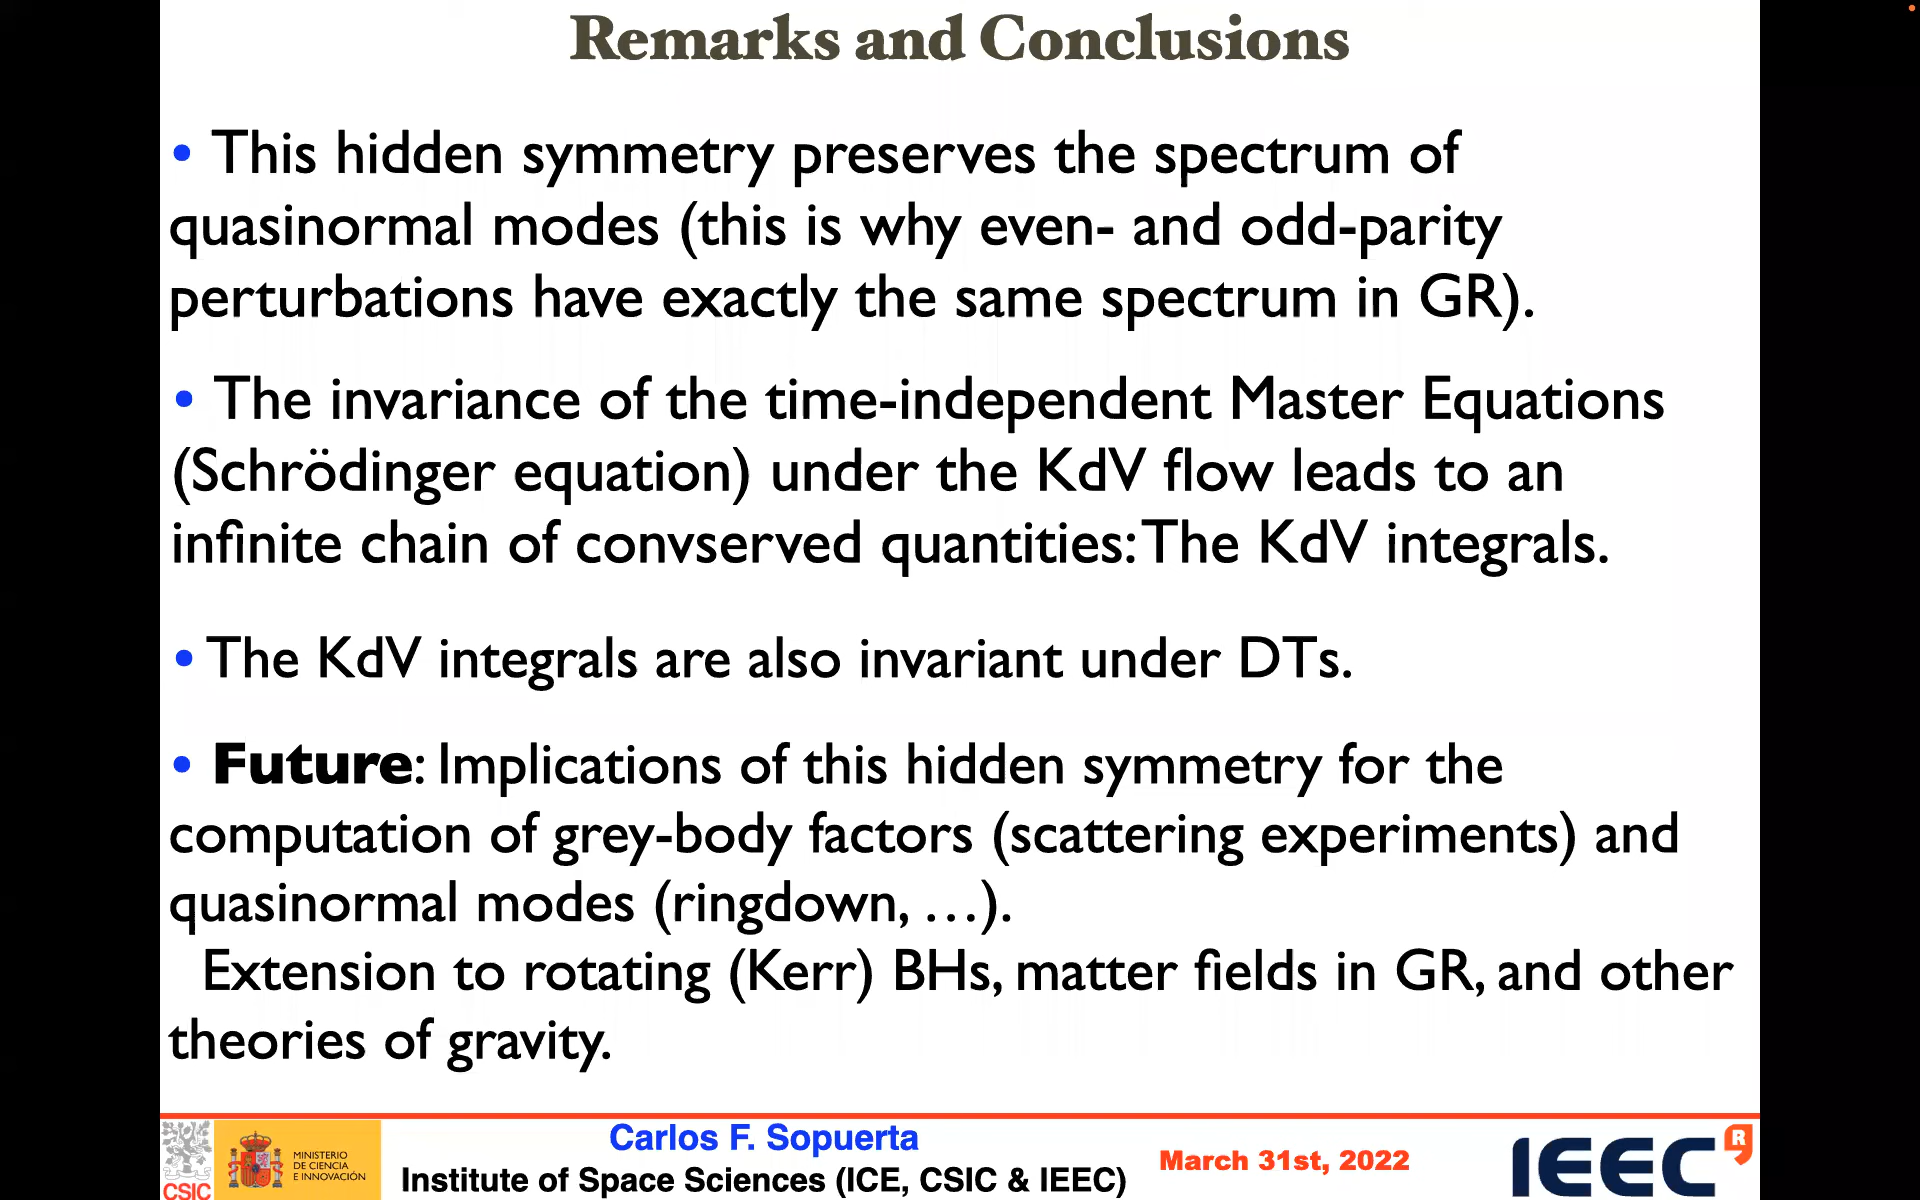 Remarks and Conclusions
• This hidden symmetry preserves the spectrum of
quasinormal modes (this is why even- and odd-parity
perturbations have exactly the same spectrum in GR).
• The invariance of the time-independent Master Equations
(Schrödinger equation) under the KdV flow leads to an
infinite chain of convserved quantities: The KdV integrals.
• The KdV integrals are also invariant under DTs.
• Future: Implications of this hidden symmetry for the
computation of grey-body factors (scattering experiments) and
quasinormal modes (ringdown, …).
Extension to rotating (Kerr) BHs, matter fields in GR, and other
theories of gravity.
CSIC
MINISTERIO
DE CIENCIA
E INNOVACIÓN
Carlos F. Sopuerta
Institute of Space Sciences (ICE, CSIC & IEEC)
March 31st, 2022
IEEC R